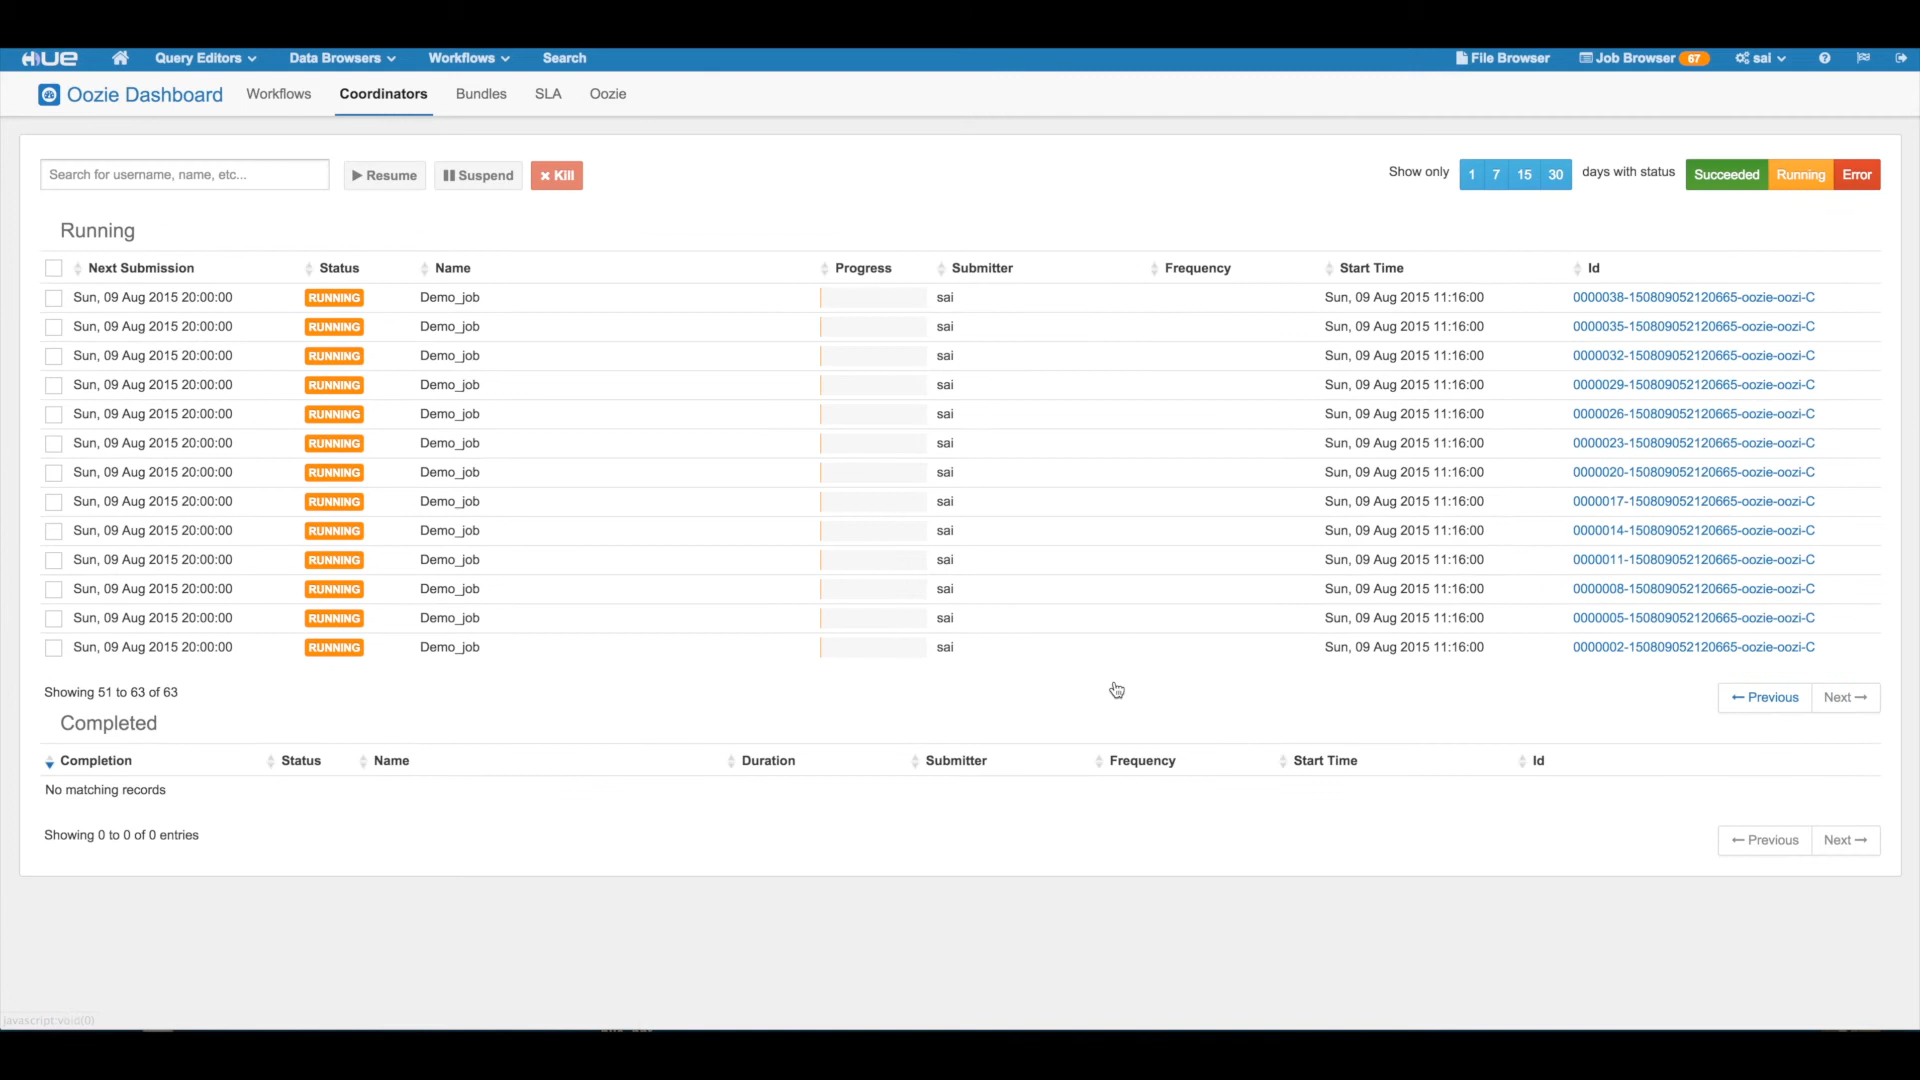 HUE Query Editors Data Browsers Workflows Search File Browser Job Browser 67 sai
Oozie Dashboard Workflows Coordinators Bundles SLA Oozie
Search for username, name, etc... Resume Suspend Kill Show only 1 7 15 30 days with status Succeeded Running Error
Running
Next Submission Status Name Progress Submitter Frequency Start Time Id
Sun, 09 Aug 2015 20:00:00 RUNNING Demo_job sai Sun, 09 Aug 2015 11:16:00 0000038-150809052120665-oozie-oozi-C
Sun, 09 Aug 2015 20:00:00 RUNNING Demo_job sai Sun, 09 Aug 2015 11:16:00 0000035-150809052120665-oozie-oozi-C
Sun, 09 Aug 2015 20:00:00 RUNNING Demo_job sai Sun, 09 Aug 2015 11:16:00 0000032-150809052120665-oozie-oozi-C
Sun, 09 Aug 2015 20:00:00 RUNNING Demo_job sai Sun, 09 Aug 2015 11:16:00 0000029-150809052120665-oozie-oozi-C
Sun, 09 Aug 2015 20:00:00 RUNNING Demo_job sai Sun, 09 Aug 2015 11:16:00 0000026-150809052120665-oozie-oozi-C
Sun, 09 Aug 2015 20:00:00 RUNNING Demo_job sai Sun, 09 Aug 2015 11:16:00 0000023-150809052120665-oozie-oozi-C
Sun, 09 Aug 2015 20:00:00 RUNNING Demo_job sai Sun, 09 Aug 2015 11:16:00 0000020-150809052120665-oozie-oozi-C
Sun, 09 Aug 2015 20:00:00 RUNNING Demo_job sai Sun, 09 Aug 2015 11:16:00 0000017-150809052120665-oozie-oozi-C
Sun, 09 Aug 2015 20:00:00 RUNNING Demo_job sai Sun, 09 Aug 2015 11:16:00 0000014-150809052120665-oozie-oozi-C
Sun, 09 Aug 2015 20:00:00 RUNNING Demo_job sai Sun, 09 Aug 2015 11:16:00 0000011-150809052120665-oozie-oozi-C
Sun, 09 Aug 2015 20:00:00 RUNNING Demo_job sai Sun, 09 Aug 2015 11:16:00 0000008-150809052120665-oozie-oozi-C
Sun, 09 Aug 2015 20:00:00 RUNNING Demo_job sai Sun, 09 Aug 2015 11:16:00 0000005-150809052120665-oozie-oozi-C
Sun, 09 Aug 2015 20:00:00 RUNNING Demo_job sai Sun, 09 Aug 2015 11:16:00 0000002-150809052120665-oozie-oozi-C
Showing 51 to 63 of 63 ← Previous Next →
Completed
Completion Status Name Duration Submitter Frequency Start Time Id
No matching records
Showing 0 to 0 of 0 entries ← Previous Next →
javascript:void(0)